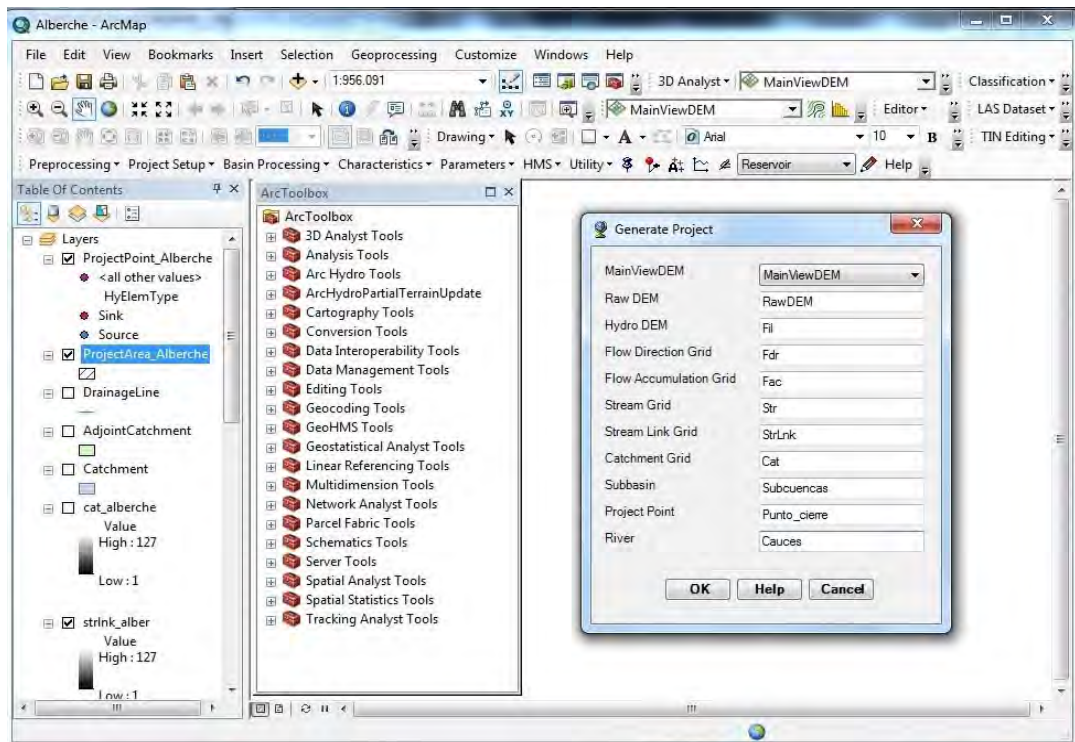 Alberche - ArcMap
File Edit View Bookmarks Insert Selection Geoprocessing Customize Windows Help
1:956.091 3D Analyst MainViewDEM Classification
MainViewDEM Editor LAS Dataset
Drawing A Arial 10 B TIN Editing
Preprocessing Project Setup Basin Processing Characteristics Parameters HMS Utility Reservoir Help
Table Of Contents
Layers
ProjectPoint_Alberche
<all other values>
HyElemType
Sink
Source
ProjectArea_Alberche
DrainageLine
AdjointCatchment
Catchment
cat_alberche
Value
High : 127
Low : 1
strlnk_alber
Value
High : 127
Low : 1
ArcToolbox
ArcToolbox
3D Analyst Tools
Analysis Tools
Arc Hydro Tools
ArcHydroPartialTerrainUpdate
Cartography Tools
Conversion Tools
Data Interoperability Tools
Data Management Tools
Editing Tools
Geocoding Tools
GeoHMS Tools
Geostatistical Analyst Tools
Linear Referencing Tools
Multidimension Tools
Network Analyst Tools
Parcel Fabric Tools
Schematics Tools
Server Tools
Spatial Analyst Tools
Spatial Statistics Tools
Tracking Analyst Tools
Generate Project
MainViewDEM MainViewDEM
Raw DEM RawDEM
Hydro DEM Fil
Flow Direction Grid Fdr
Flow Accumulation Grid Fac
Stream Grid Str
Stream Link Grid StrLnk
Catchment Grid Cat
Subbasin Subcuencas
Project Point Punto_cierre
River Cauces
OK Help Cancel